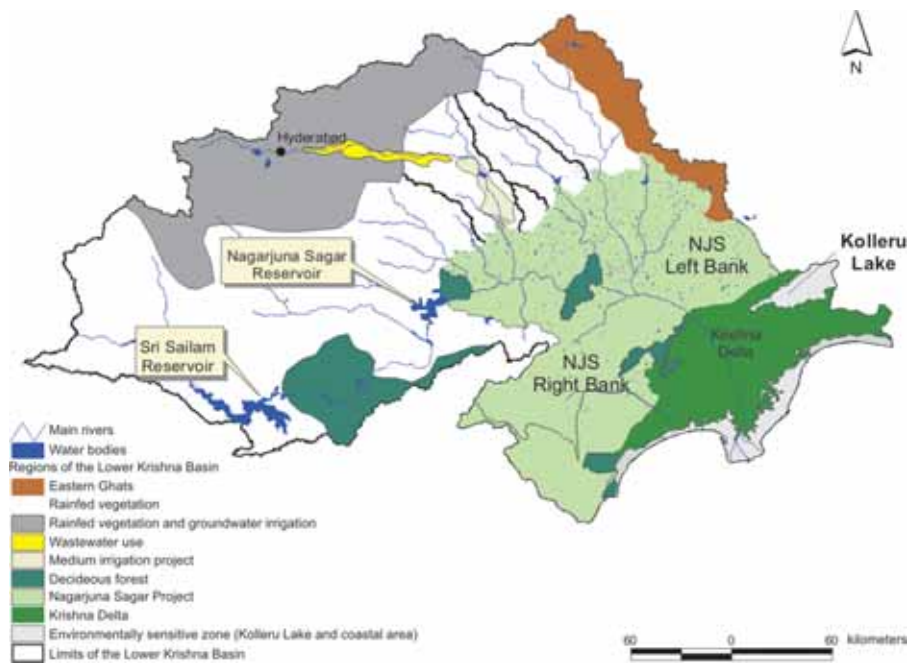 N
Hyderabad
Nagarjuna Sagar
Reservoir
NJS
Left Bank
Kolleru
Lake
Sri Sailam
Reservoir
NJS
Right Bank
Krishna
Delta
Main rivers
Water bodies
Regions of the Lower Krishna Basin
Eastern Ghats
Rainfed vegetation
Rainfed vegetation and groundwater irrigation
Wastewater use
Medium irrigation project
Decideous forest
Nagarjuna Sagar Project
Krishna Delta
Environmentally sensitive zone (Kolleru Lake and coastal area)
Limits of the Lower Krishna Basin
60 0 60 kilometers